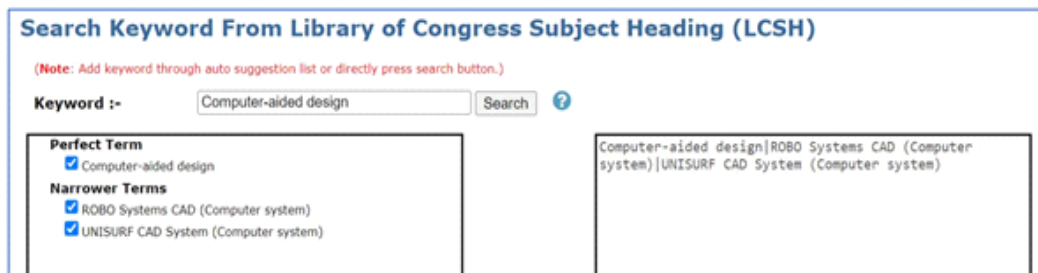 Search Keyword From Library of Congress Subject Heading (LCSH)
(Note: Add keyword through auto suggestion list or directly press search button.)
Keyword :- Computer-aided design Search ?
Perfect Term
Computer-aided design
Narrower Terms
ROBO Systems CAD (Computer system)
UNISURF CAD System (Computer system)
Computer-aided design|ROBO Systems CAD (Computer
system)|UNISURF CAD System (Computer system)